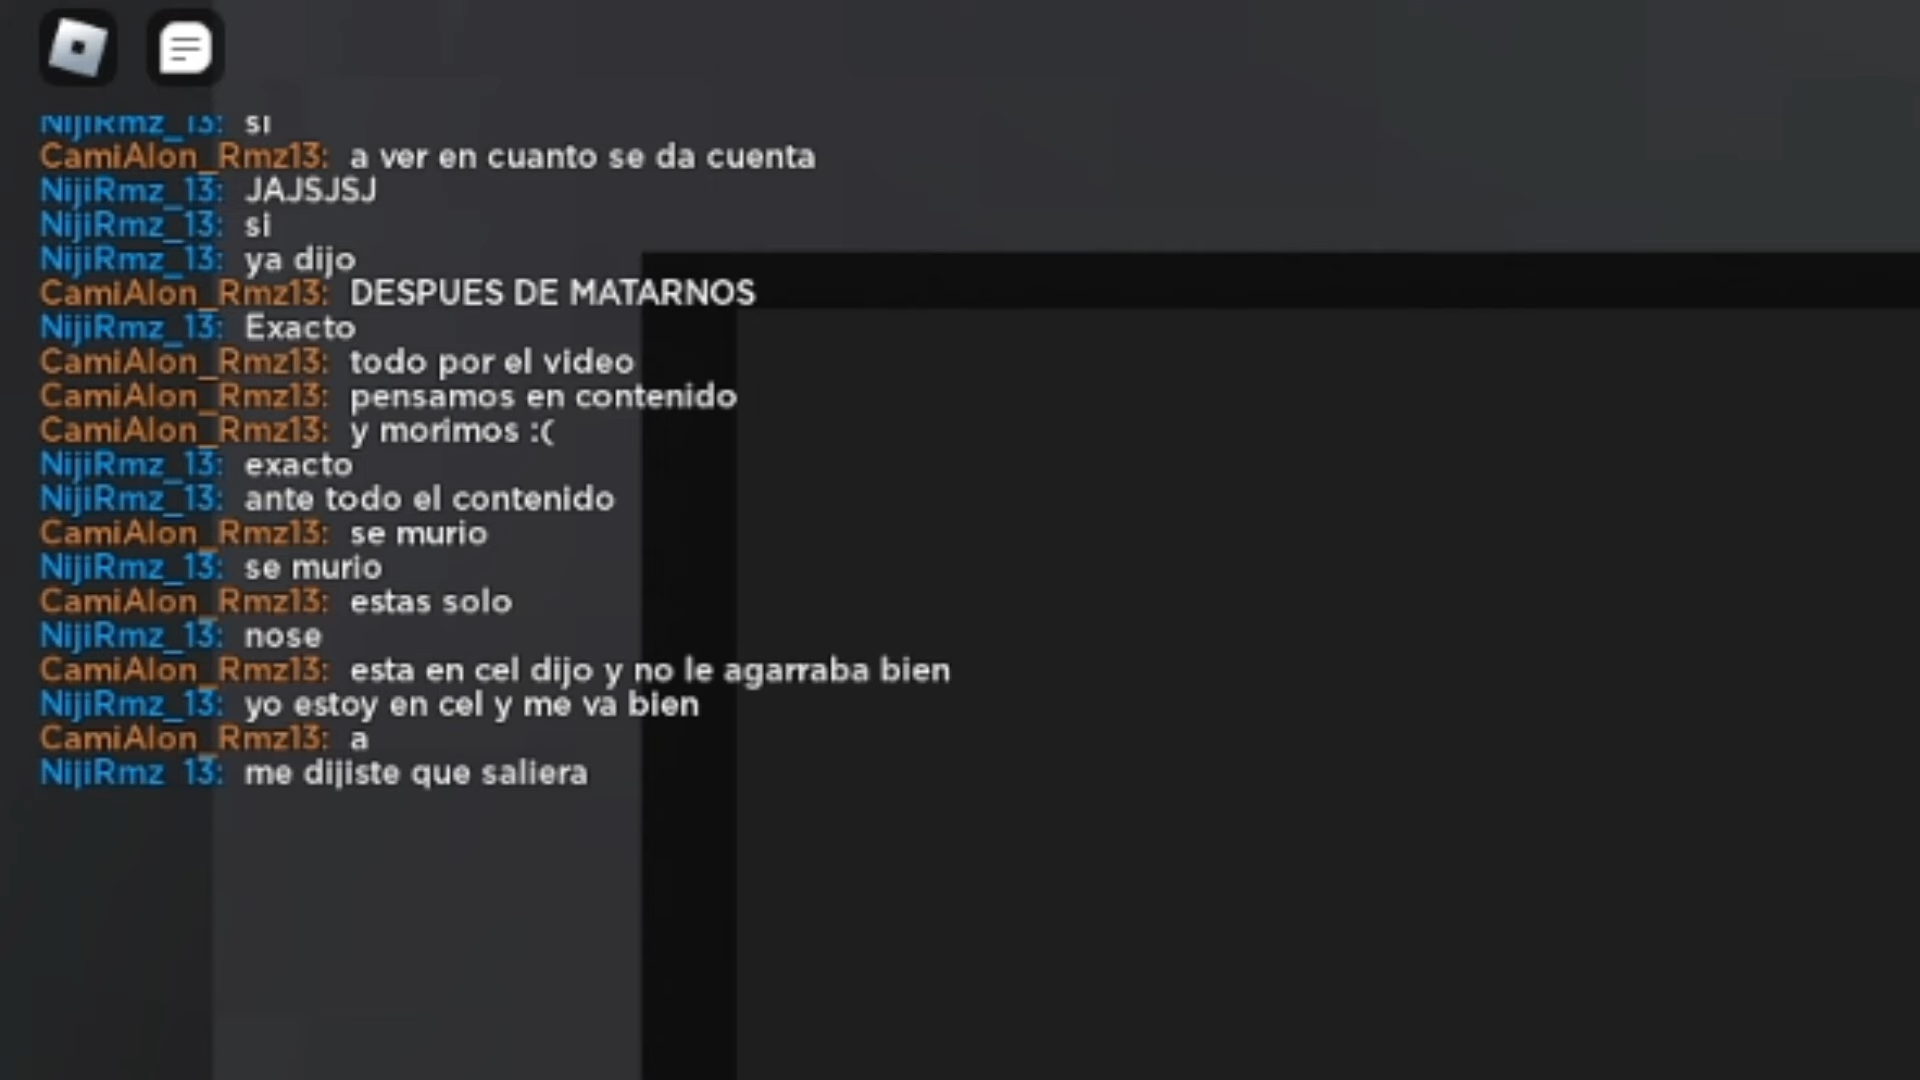 NijiRmz_13: si
CamiAlon_Rmz13: a ver en cuanto se da cuenta
NijiRmz_13: JAJSJSJ
NijiRmz_13: si
NijiRmz_13: ya dijo
CamiAlon_Rmz13: DESPUES DE MATARNOS
NijiRmz_13: Exacto
CamiAlon_Rmz13: todo por el video
CamiAlon_Rmz13: pensamos en contenido
CamiAlon_Rmz13: y morimos :(
NijiRmz_13: exacto
NijiRmz_13: ante todo el contenido
CamiAlon_Rmz13: se murio
NijiRmz_13: se murio
CamiAlon_Rmz13: estas solo
NijiRmz_13: nose
CamiAlon_Rmz13: esta en cel dijo y no le agarraba bien
NijiRmz_13: yo estoy en cel y me va bien
CamiAlon_Rmz13: a
NijiRmz_13: me dijiste que saliera